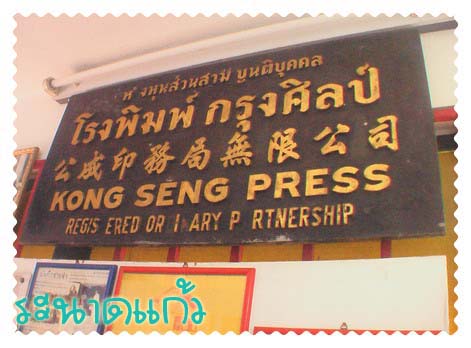 ห างหุ้นส่วนสามั ญนิติบุคคล
โรงพิมพ์ กรุงศิลป์
公成印務局無限公司
KONG SENG PRESS
REGIS ERED OR I ARY P RTNERSHIP
ระนาดแก้ว